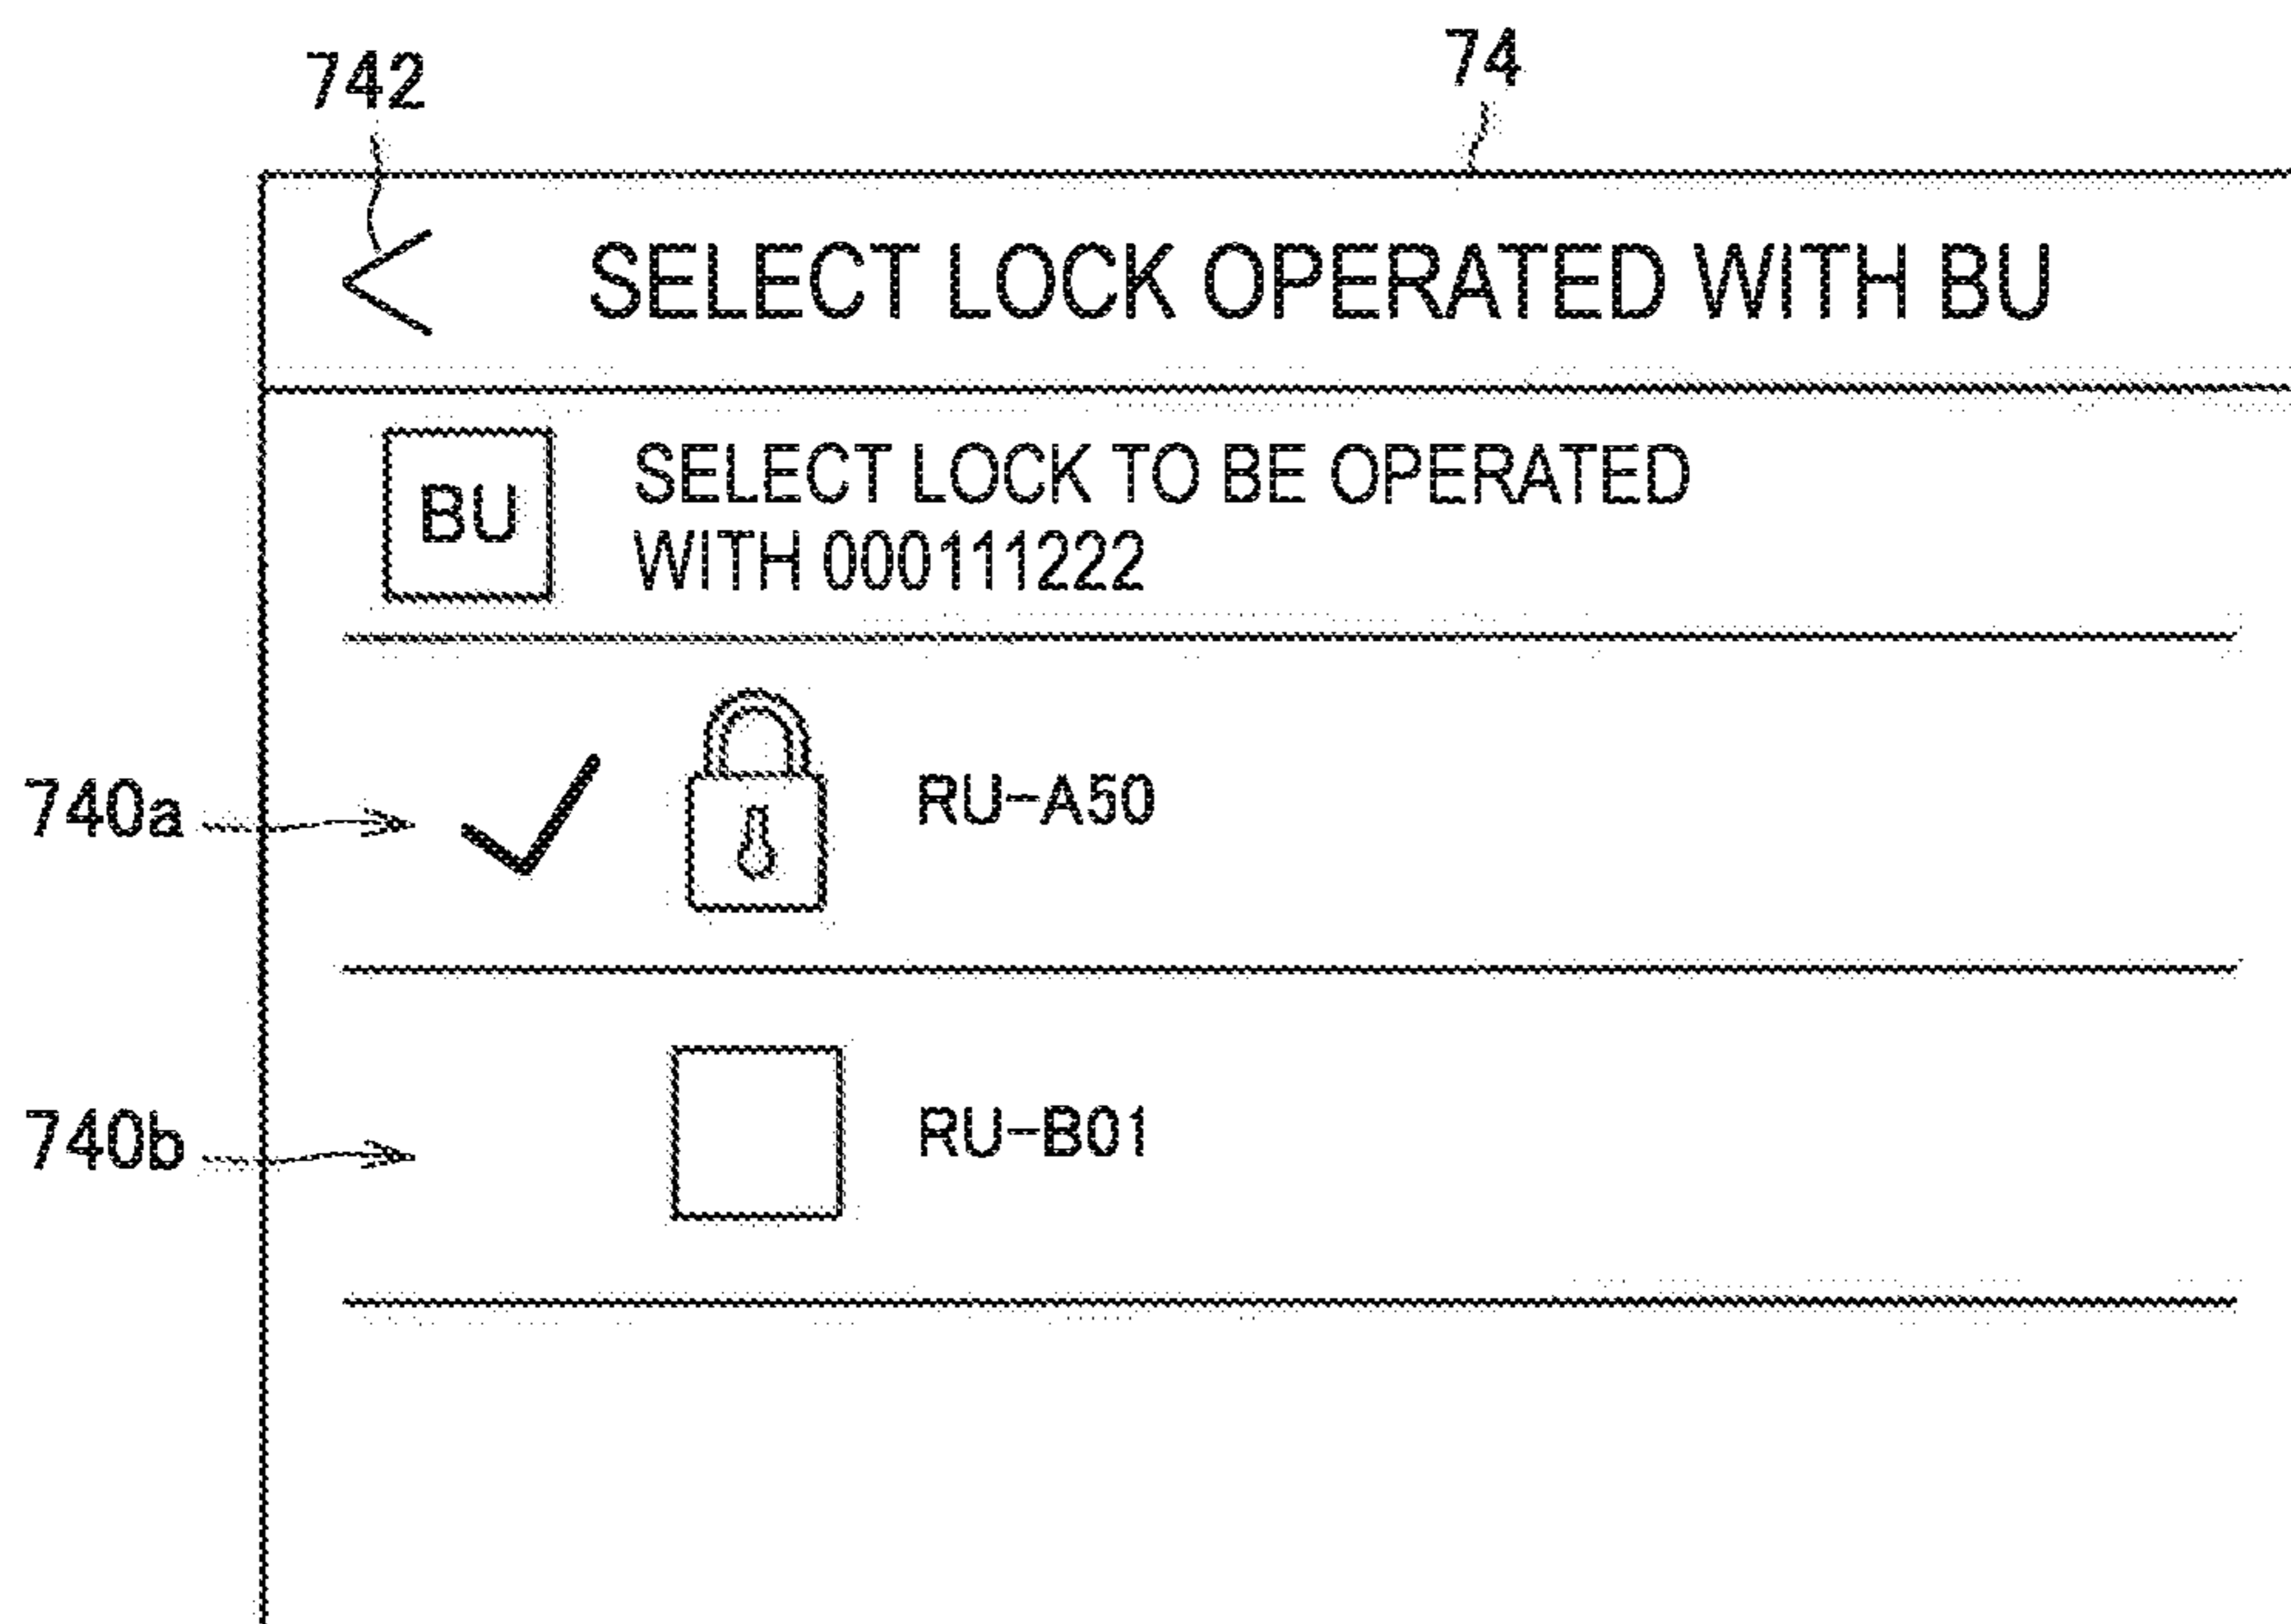 742
74
< SELECT LOCK OPERATED WITH BU
BU
SELECT LOCK TO BE OPERATED
WITH 000111222
740a
RU-A50
740b
RU-B01